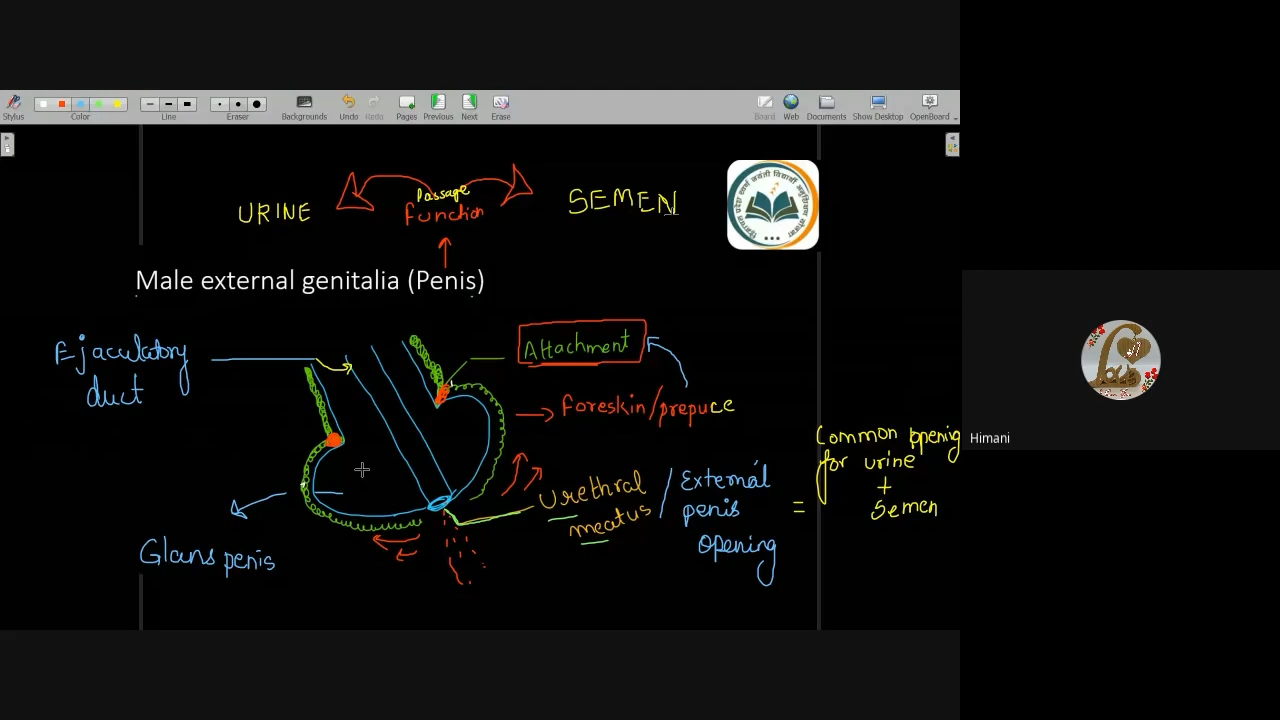 Stylus
Color
Line
Eraser
Backgrounds
Undo
Redo
Pages
Previous
Next
Erase
Board
Web
Documents
Show Desktop
OpenBoard
URINE
Passage
function
SEMEN
Male external genitalia (Penis)
Ejaculatory
duct
Attachment
Foreskin/prepuce
Glans penis
Urethral
meatus
/ External
penis
opening
=
Common opening
for urine
+
Semen
Himani